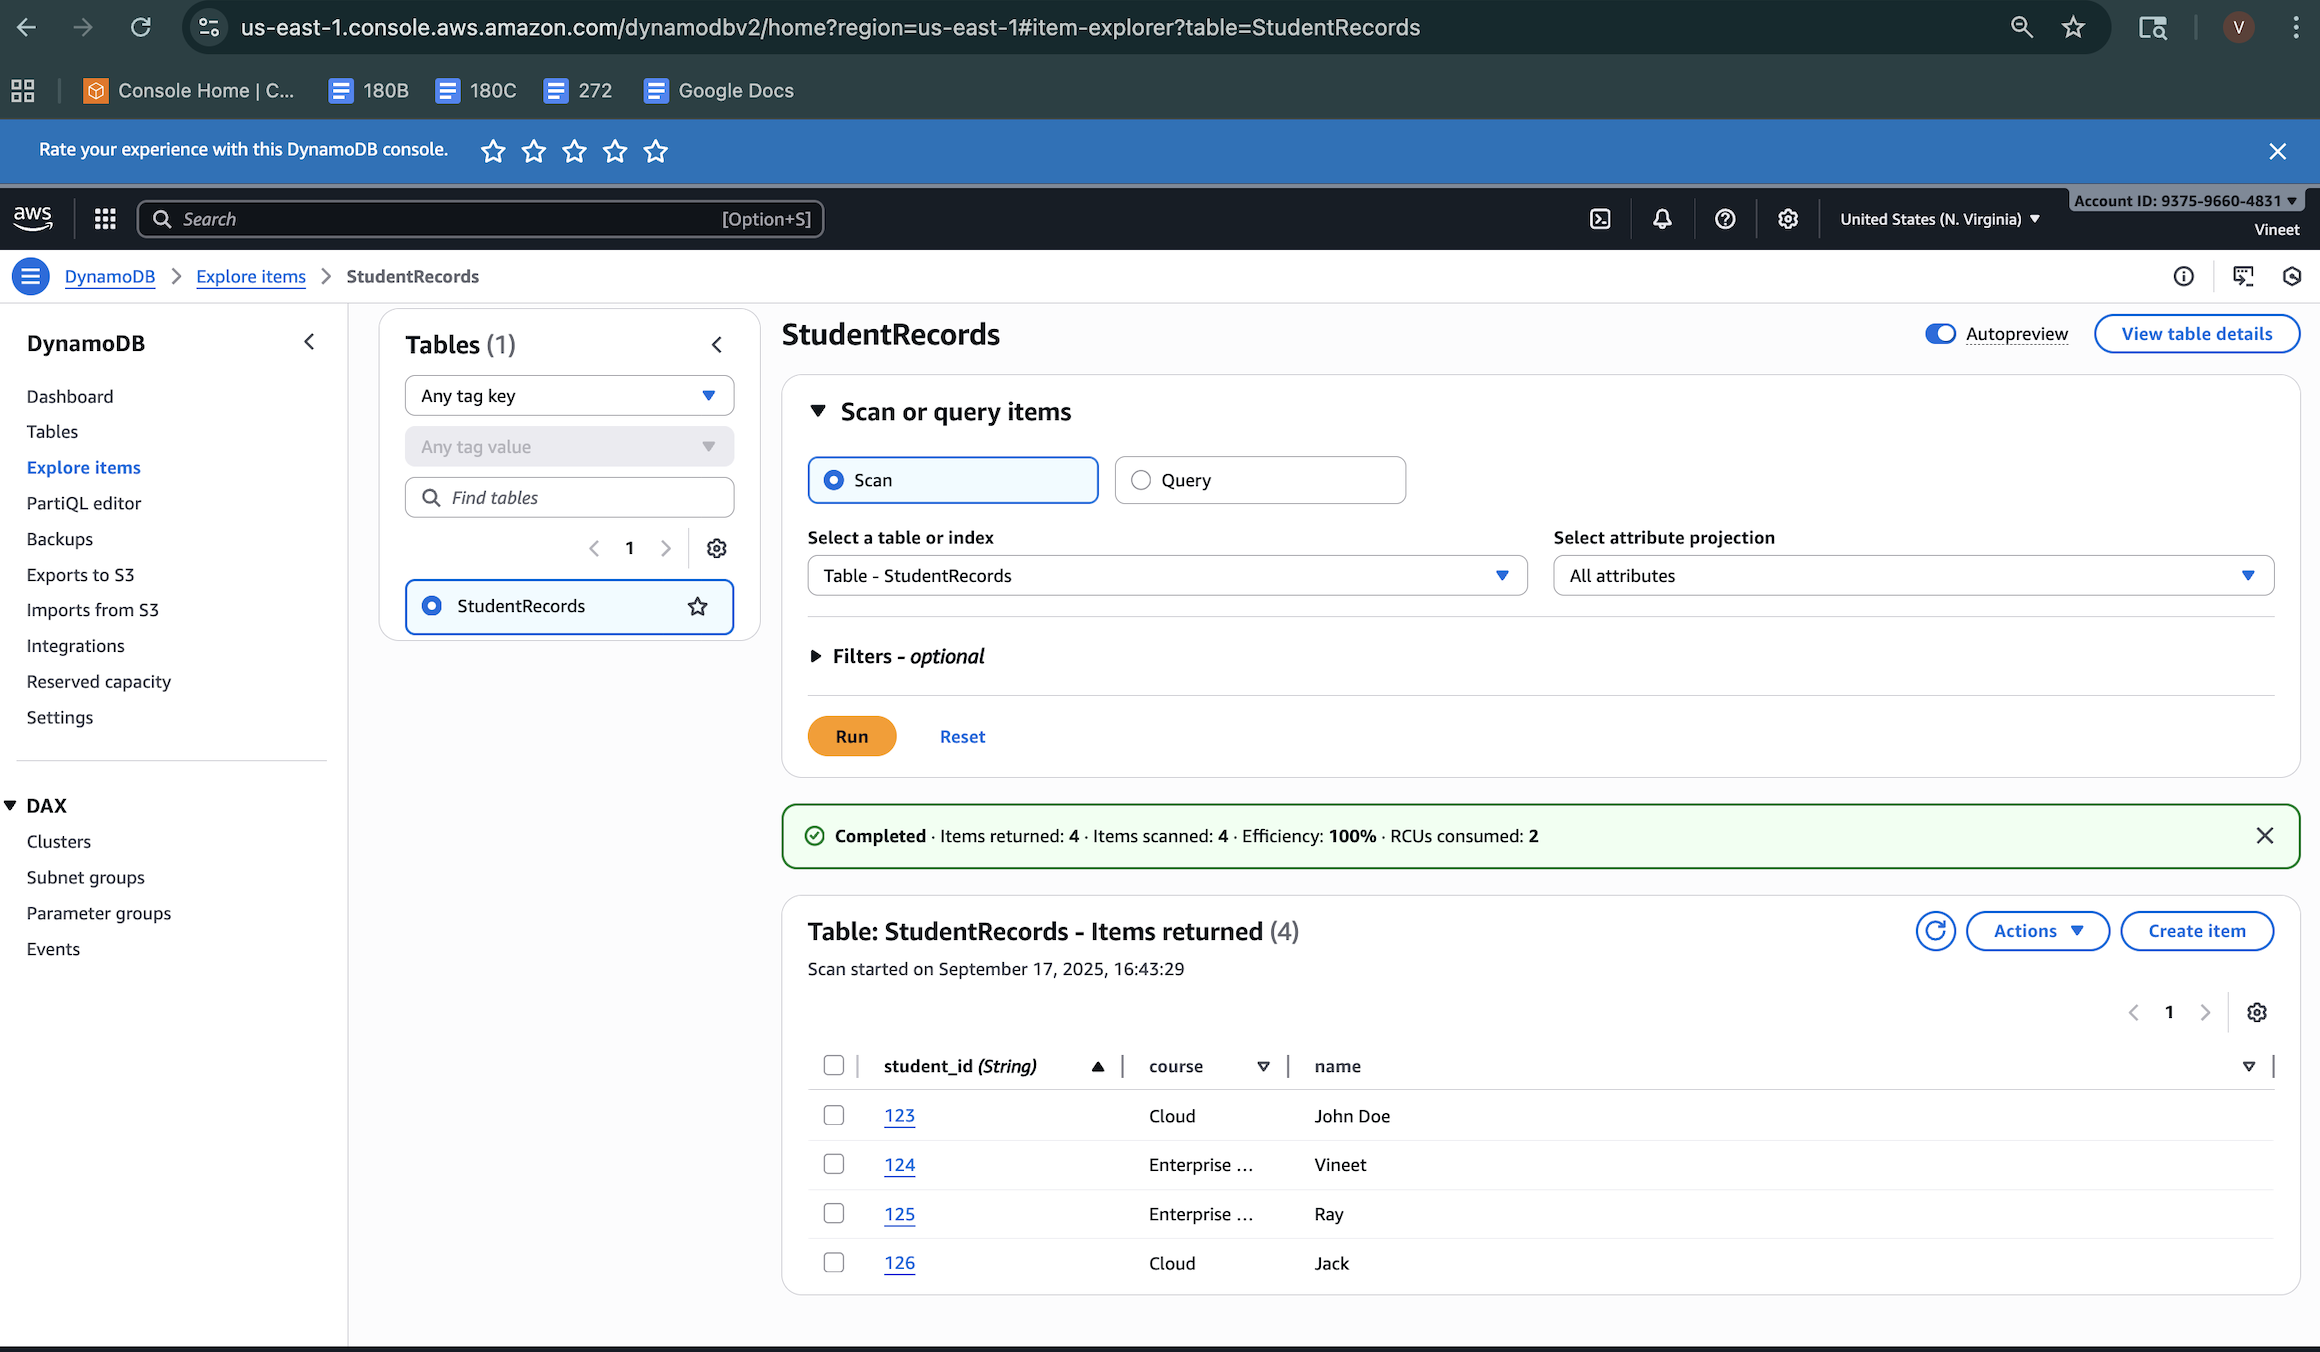 us-east-1.console.aws.amazon.com/dynamodbv2/home?region=us-east-1#item-explorer?table=StudentRecords
V
Console Home | C...
180B
180C
272
Google Docs
Rate your experience with this DynamoDB console.
aws
Search
[Option+S]
United States (N. Virginia)
Account ID: 9375-9660-4831
Vineet
DynamoDB
Explore items
StudentRecords
DynamoDB
Dashboard
Tables
Explore items
PartiQL editor
Backups
Exports to S3
Imports from S3
Integrations
Reserved capacity
Settings
DAX
Clusters
Subnet groups
Parameter groups
Events
Tables (1)
Any tag key
Any tag value
Find tables
1
StudentRecords
StudentRecords
Autopreview
View table details
Scan or query items
Scan
Query
Select a table or index
Table - StudentRecords
Select attribute projection
All attributes
Filters - optional
Run
Reset
Completed · Items returned: 4 · Items scanned: 4 · Efficiency: 100% · RCUs consumed: 2
Table: StudentRecords - Items returned (4)
Scan started on September 17, 2025, 16:43:29
Actions
Create item
1
student_id (String) course name
123 Cloud John Doe
124 Enterprise ... Vineet
125 Enterprise ... Ray
126 Cloud Jack